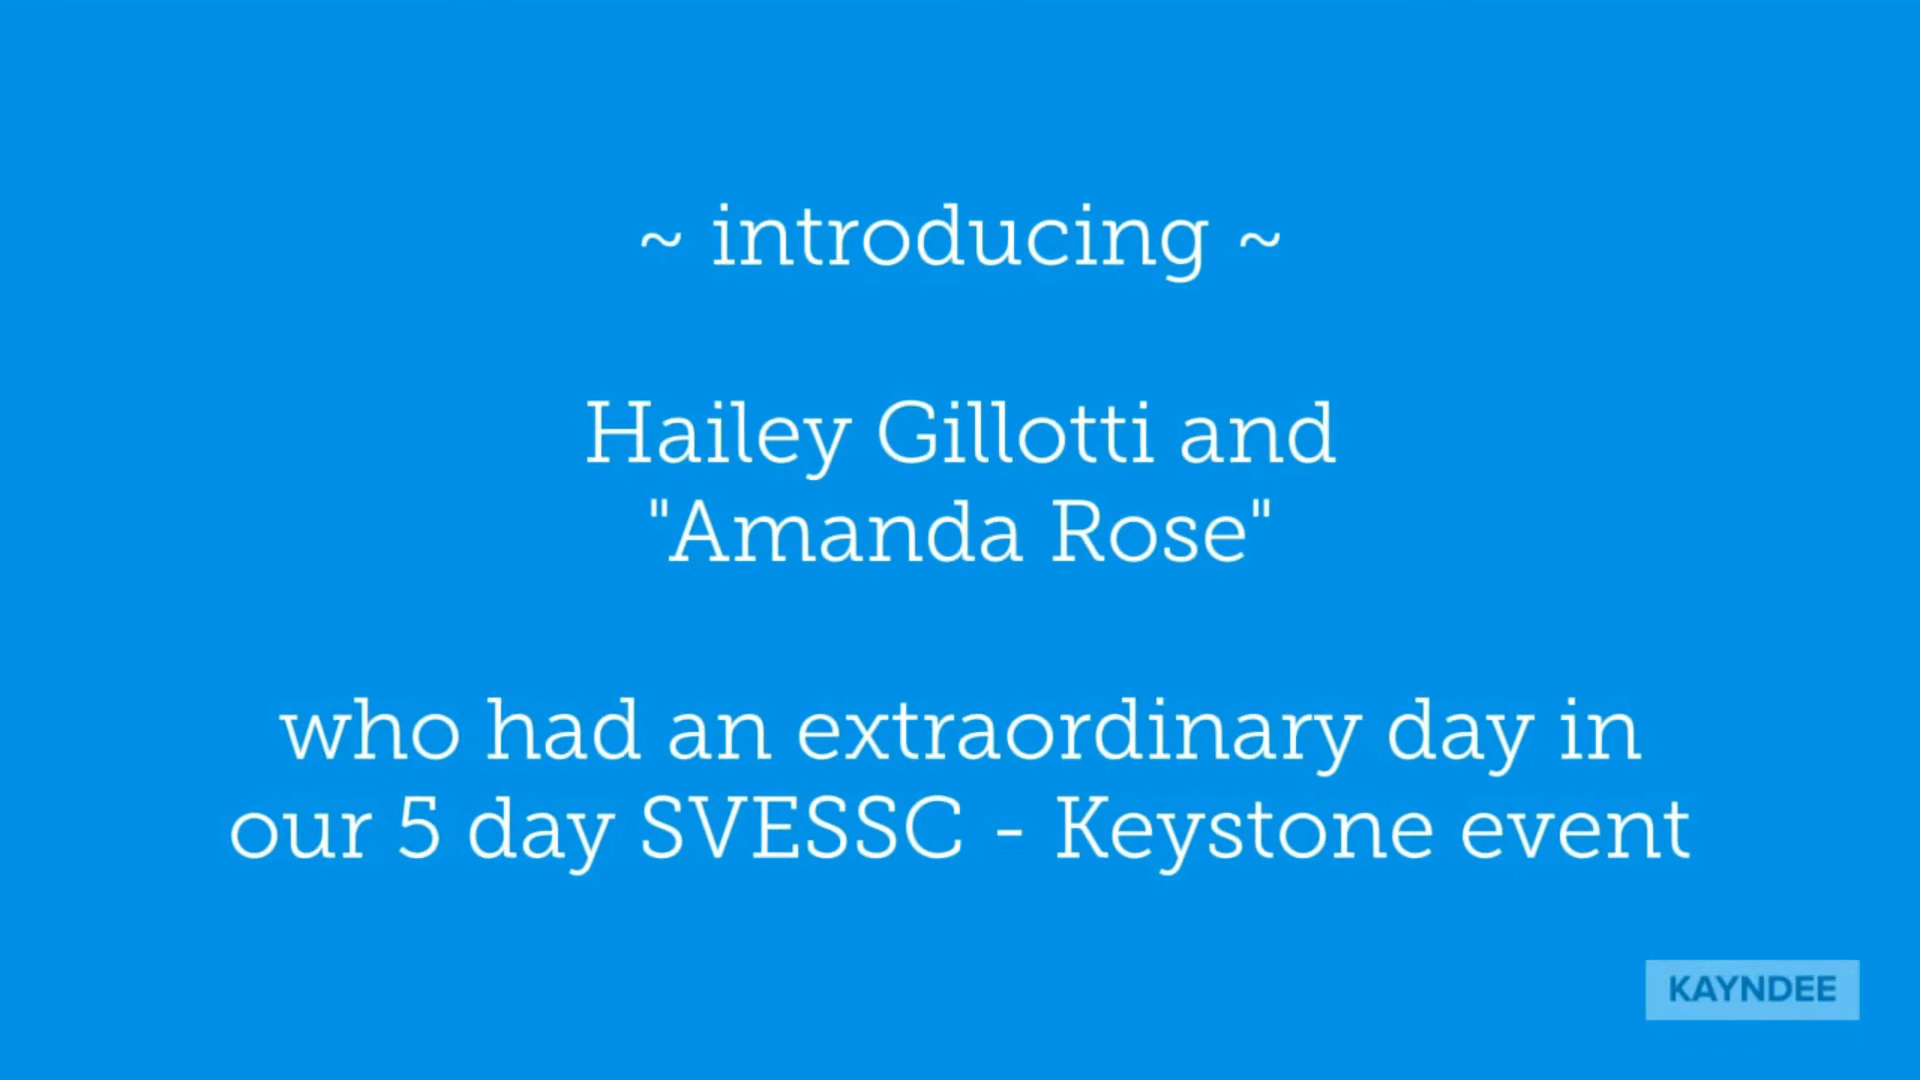 ~ introducing ~
Hailey Gillotti and
"Amanda Rose"
who had an extraordinary day in
our 5 day SVESSC - Keystone event
KAYNDEE